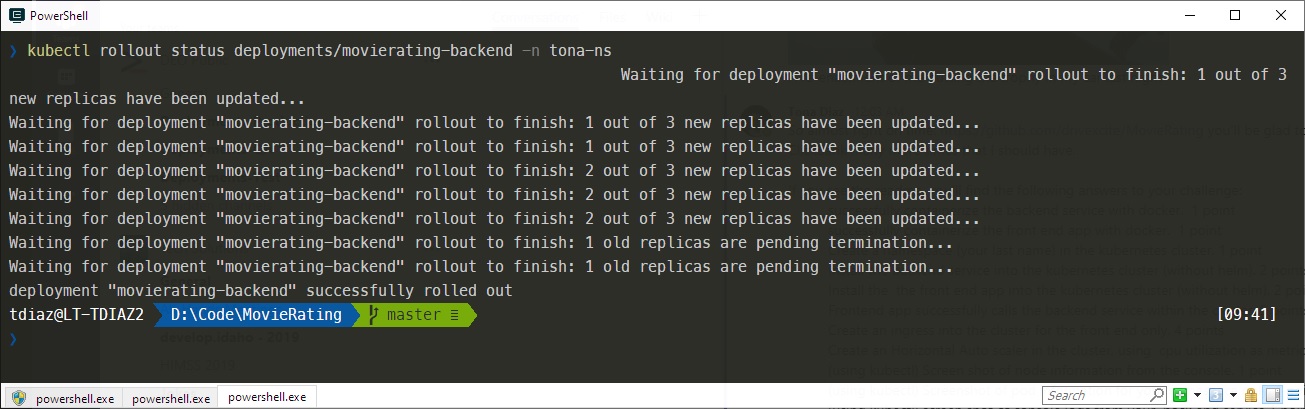 PowerShell
❯ kubectl rollout status deployments/movierating-backend -n tona-ns
Waiting for deployment "movierating-backend" rollout to finish: 1 out of 3
new replicas have been updated...
Waiting for deployment "movierating-backend" rollout to finish: 1 out of 3 new replicas have been updated...
Waiting for deployment "movierating-backend" rollout to finish: 1 out of 3 new replicas have been updated...
Waiting for deployment "movierating-backend" rollout to finish: 2 out of 3 new replicas have been updated...
Waiting for deployment "movierating-backend" rollout to finish: 2 out of 3 new replicas have been updated...
Waiting for deployment "movierating-backend" rollout to finish: 2 out of 3 new replicas have been updated...
Waiting for deployment "movierating-backend" rollout to finish: 1 old replicas are pending termination...
Waiting for deployment "movierating-backend" rollout to finish: 1 old replicas are pending termination...
deployment "movierating-backend" successfully rolled out
tdiaz@LT-TDIAZ2 D:\Code\MovieRating master ≡ [09:41]
❯
develop.idaho - 2019
powershell.exe powershell.exe powershell.exe Search